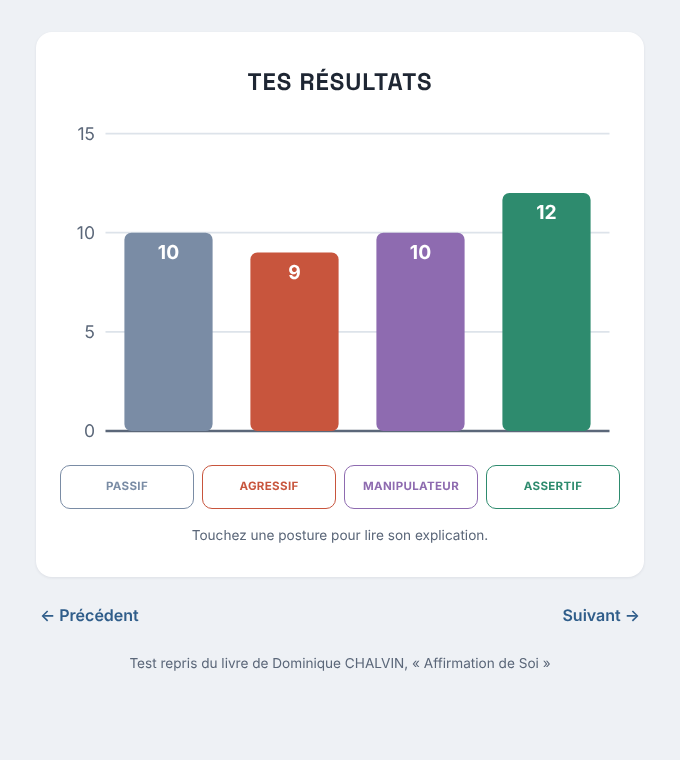 TES RÉSULTATS
15
10
5
0
10
9
10
12
PASSIF
AGRESSIF
MANIPULATEUR
ASSERTIF
Touchez une posture pour lire son explication.
← Précédent
Suivant →
Test repris du livre de Dominique CHALVIN, « Affirmation de Soi »